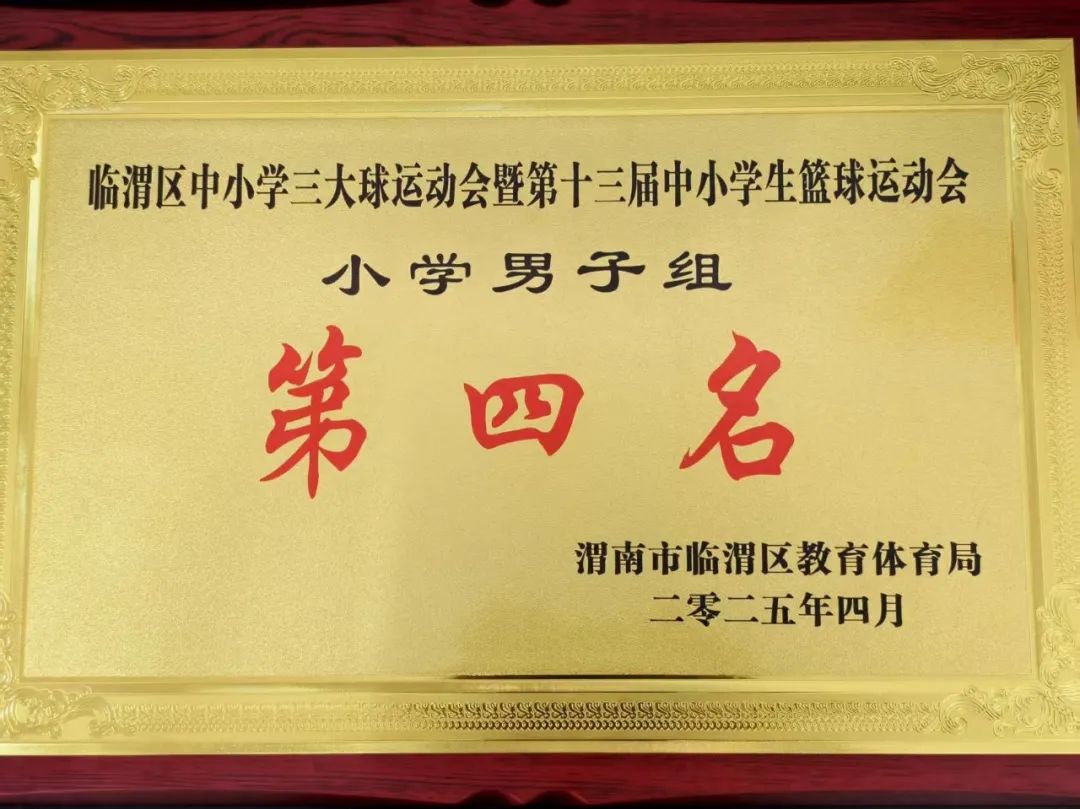 临渭区中小学三大球运动会暨第十三届中小学生篮球运动会
小学男子组
第四名
渭南市临渭区教育体育局
二零二五年四月